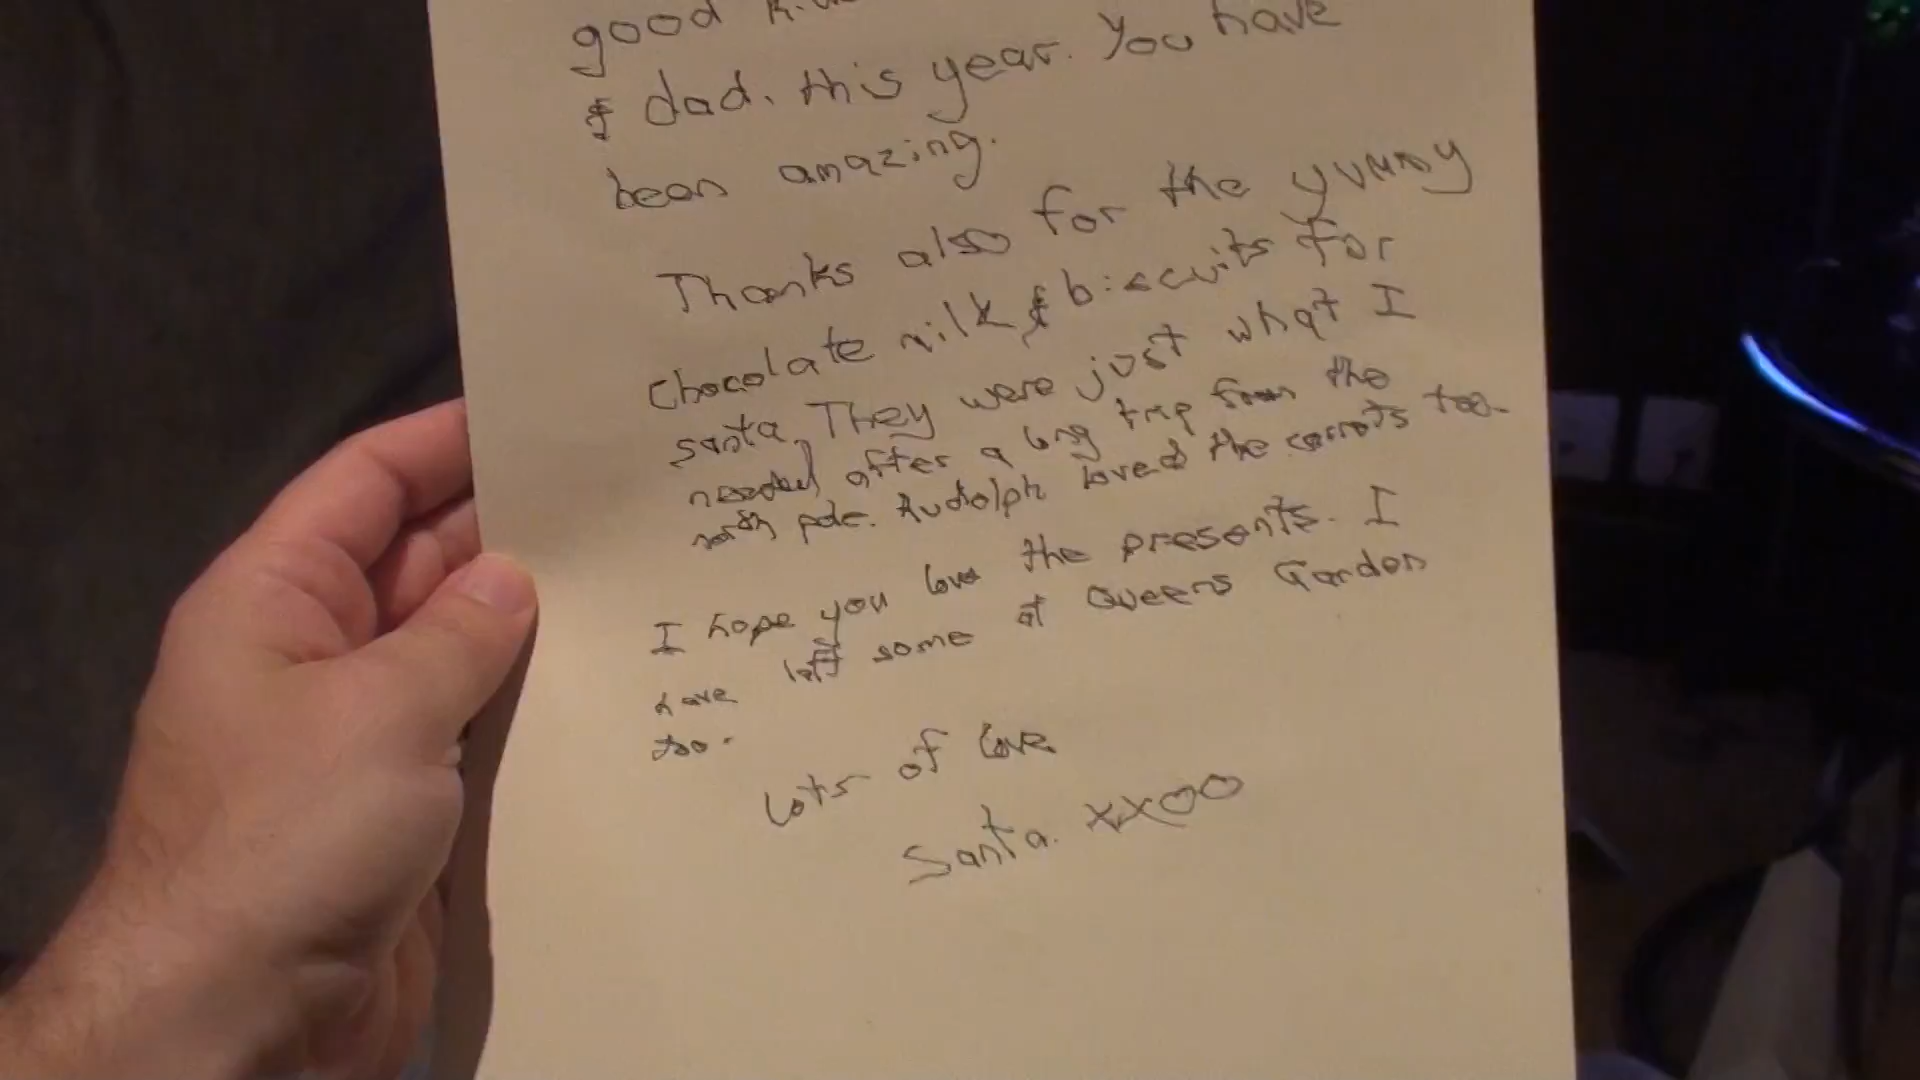 good
& dad. this year. You have
been amazing.
Thanks also for the yummy
Chocolate milk & biscuits for
santa. They were just what I
needed after a long trip from the
north pole. Rudolph loved the carrots too.
I hope you love the presents. I
have left some at Queens Garden
too.
Lots of love
Santa. xxoo